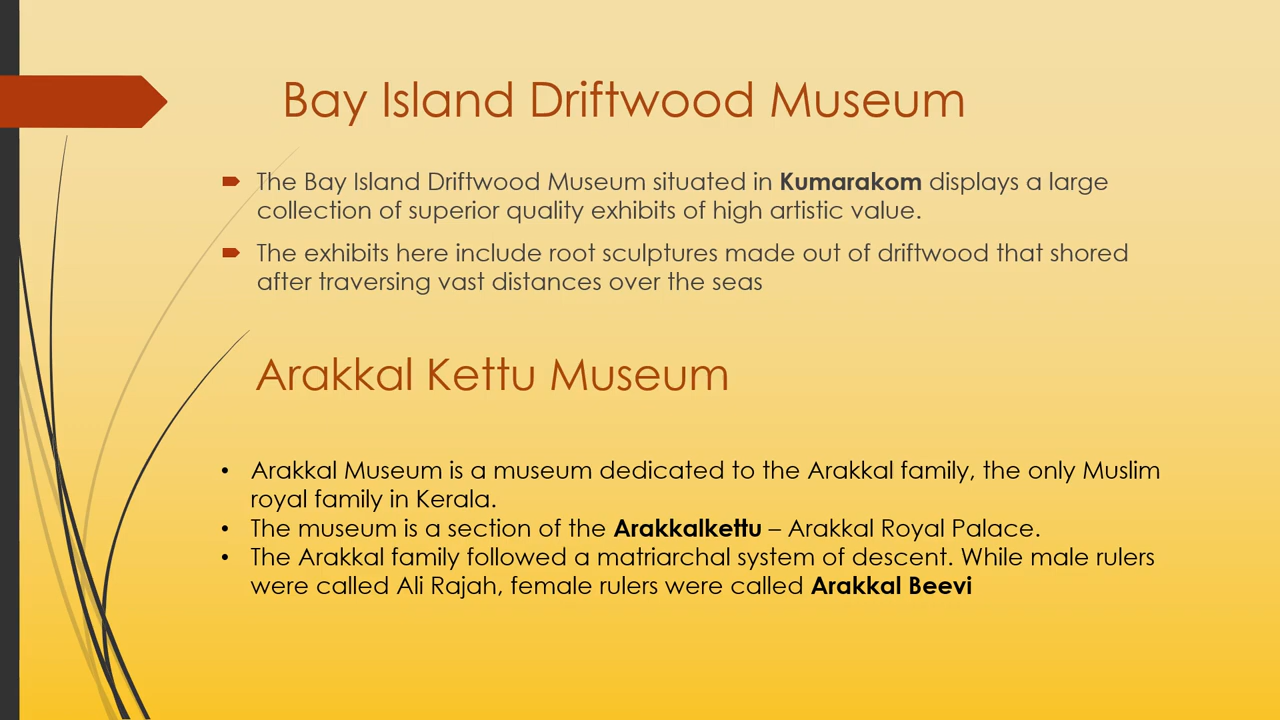 Bay Island Driftwood Museum
The Bay Island Driftwood Museum situated in Kumarakom displays a large
collection of superior quality exhibits of high artistic value.
The exhibits here include root sculptures made out of driftwood that shored
after traversing vast distances over the seas
Arakkal Kettu Museum
• Arakkal Museum is a museum dedicated to the Arakkal family, the only Muslim
royal family in Kerala.
• The museum is a section of the Arakkalkettu – Arakkal Royal Palace.
• The Arakkal family followed a matriarchal system of descent. While male rulers
were called Ali Rajah, female rulers were called Arakkal Beevi